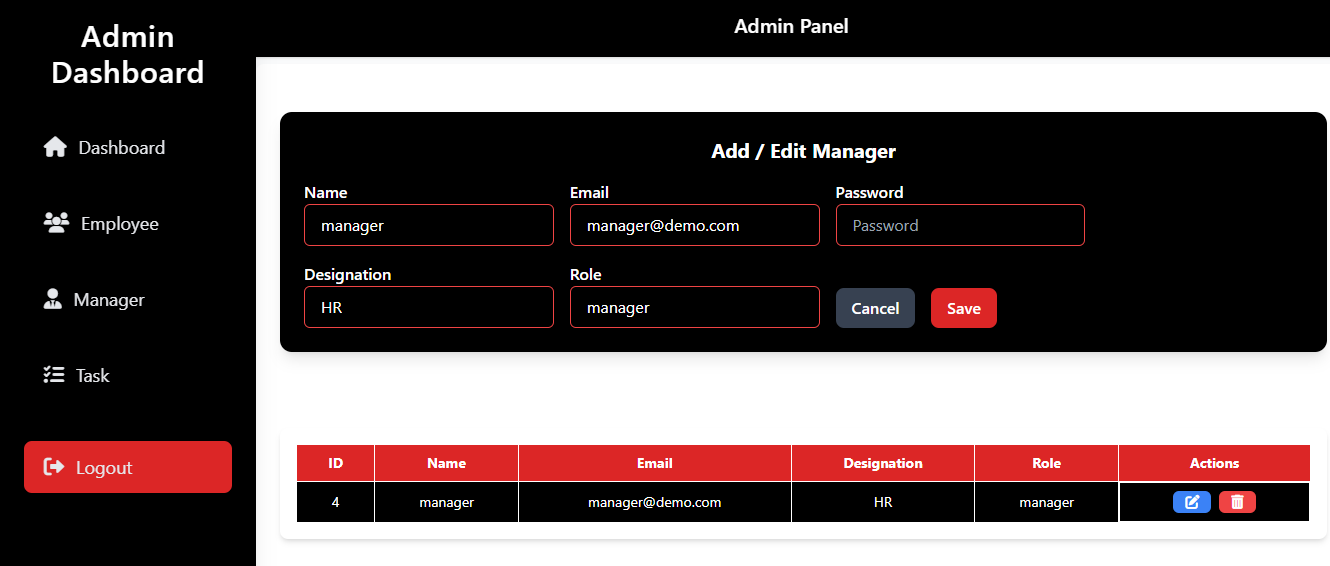 Admin Panel
Admin
Dashboard
Dashboard
Employee
Manager
Task
Logout
Add / Edit Manager
Name Email Password
manager manager@demo.com Password
Designation Role
HR manager Cancel Save
ID Name Email Designation Role Actions
4 manager manager@demo.com HR manager